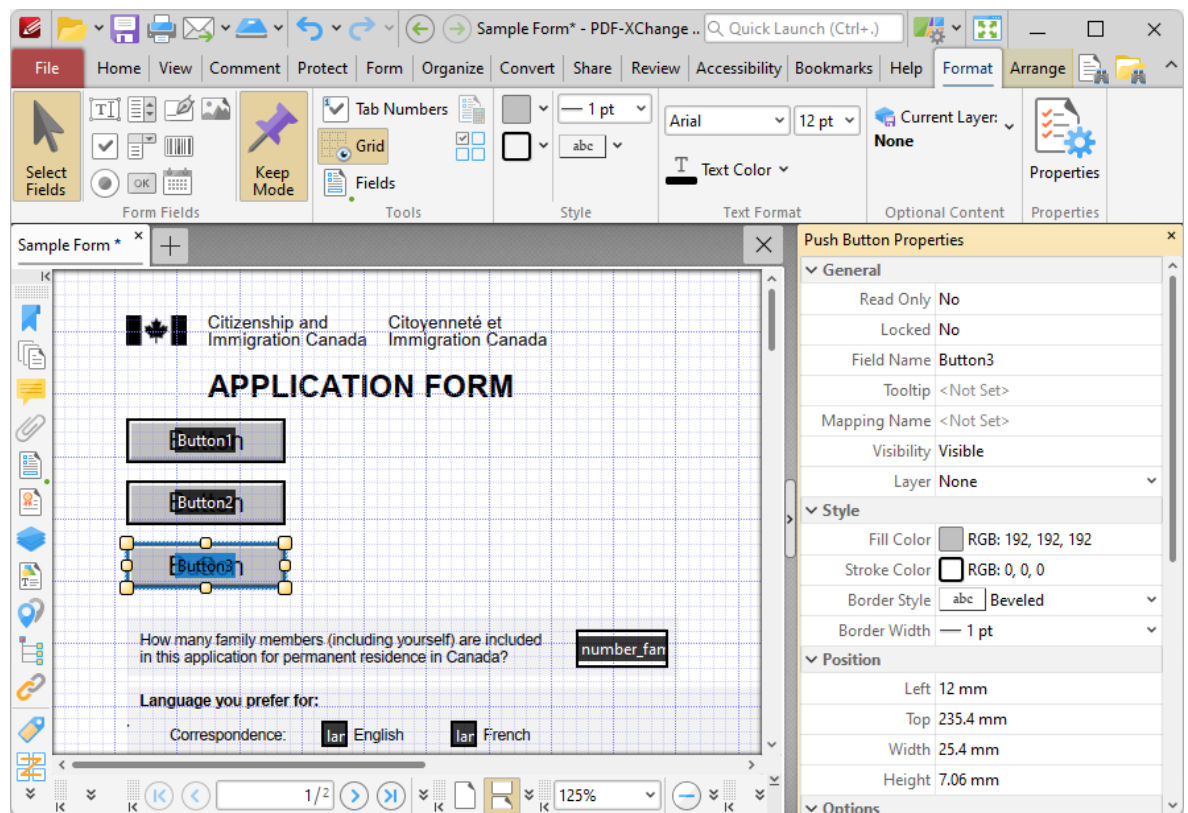 Sample Form* - PDF-XChange ..
Quick Launch (Ctrl+.)
File
Home
View
Comment
Protect
Form
Organize
Convert
Share
Review
Accessibility
Bookmarks
Help
Format
Arrange
Select
Fields
OK
Keep
Mode
Form Fields
Tab Numbers
Grid
Fields
Tools
1 pt
abc
Style
Arial
12 pt
Text Color
Text Format
Current Layer:
None
Optional Content
Properties
Properties
Sample Form *
Citizenship and
Immigration Canada
Citoyenneté et
Immigration Canada
APPLICATION FORM
Button1
Button2
Button3
How many family members (including yourself) are included
in this application for permanent residence in Canada?
number_fan
Language you prefer for:
Correspondence:
lar
English
lar
French
1/2
125%
Push Button Properties
General
Read Only No
Locked No
Field Name Button3
Tooltip <Not Set>
Mapping Name <Not Set>
Visibility Visible
Layer None
Style
Fill Color RGB: 192, 192, 192
Stroke Color RGB: 0, 0, 0
Border Style abc Beveled
Border Width 1 pt
Position
Left 12 mm
Top 235.4 mm
Width 25.4 mm
Height 7.06 mm
Options